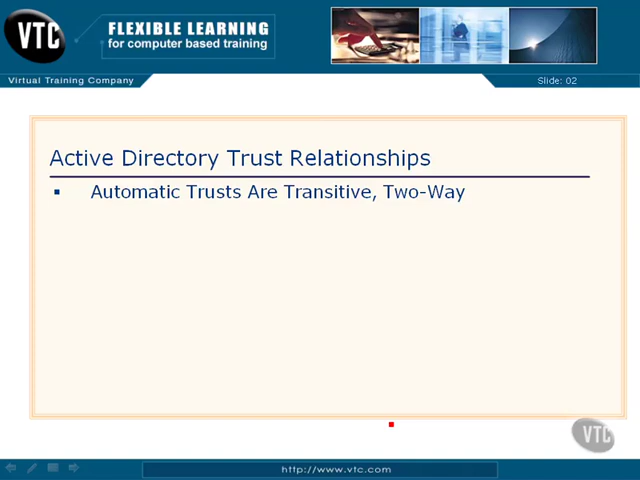 VTC
FLEXIBLE LEARNING
for computer based training
Virtual Training Company
Slide: 02
Active Directory Trust Relationships
▪ Automatic Trusts Are Transitive, Two-Way
VTC
http://www.vtc.com